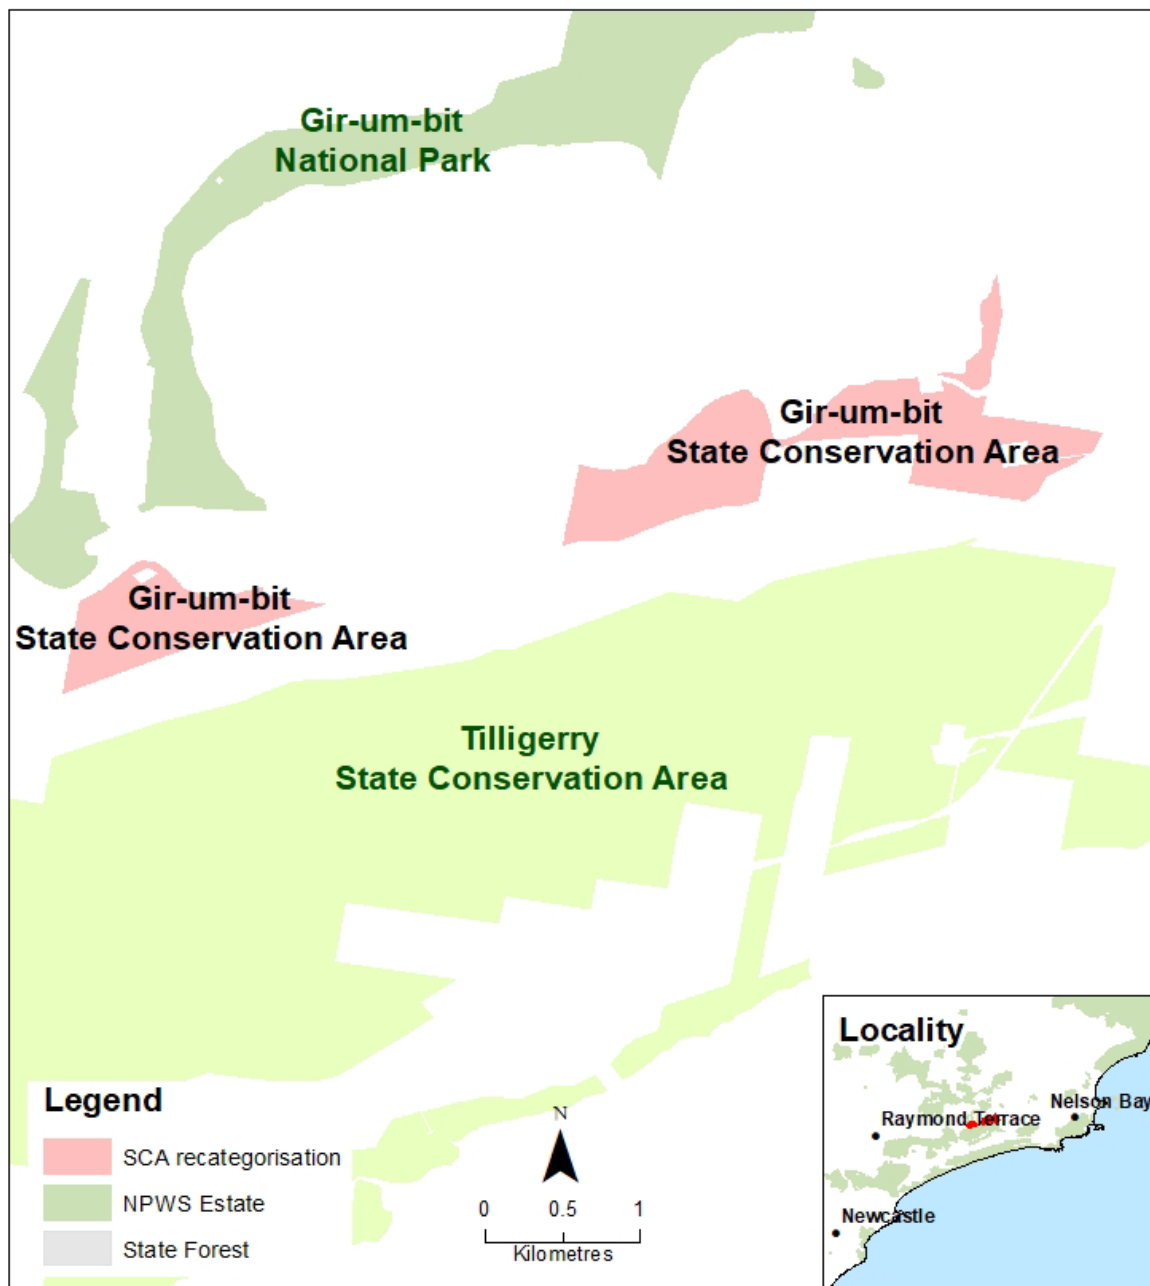 Gir-um-bit
National Park
Gir-um-bit
State Conservation Area
Gir-um-bit
State Conservation Area
Tilligerry
State Conservation Area
Legend
SCA recategorisation
NPWS Estate
State Forest
N
0 0.5 1
Kilometres
Locality
Nelson Bay
Raymond Terrace
Newcastle